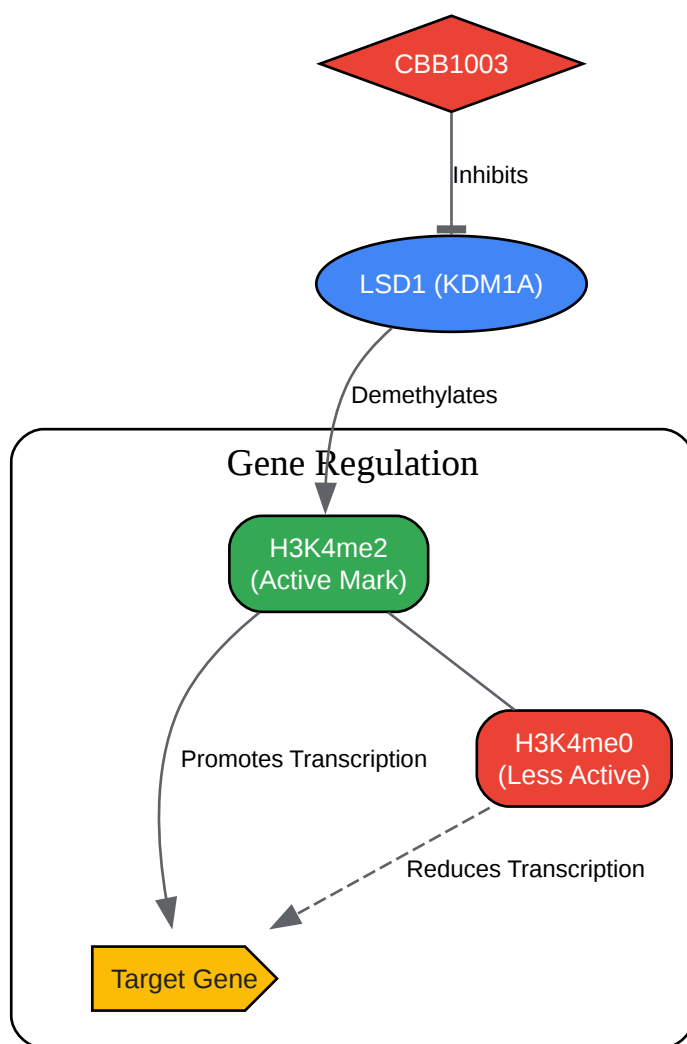 CBB1003
Inhibits
LSD1 (KDM1A)
Demethylates
Gene Regulation
H3K4me2
(Active Mark)
H3K4me0
(Less Active)
Promotes Transcription
Reduces Transcription
Target Gene